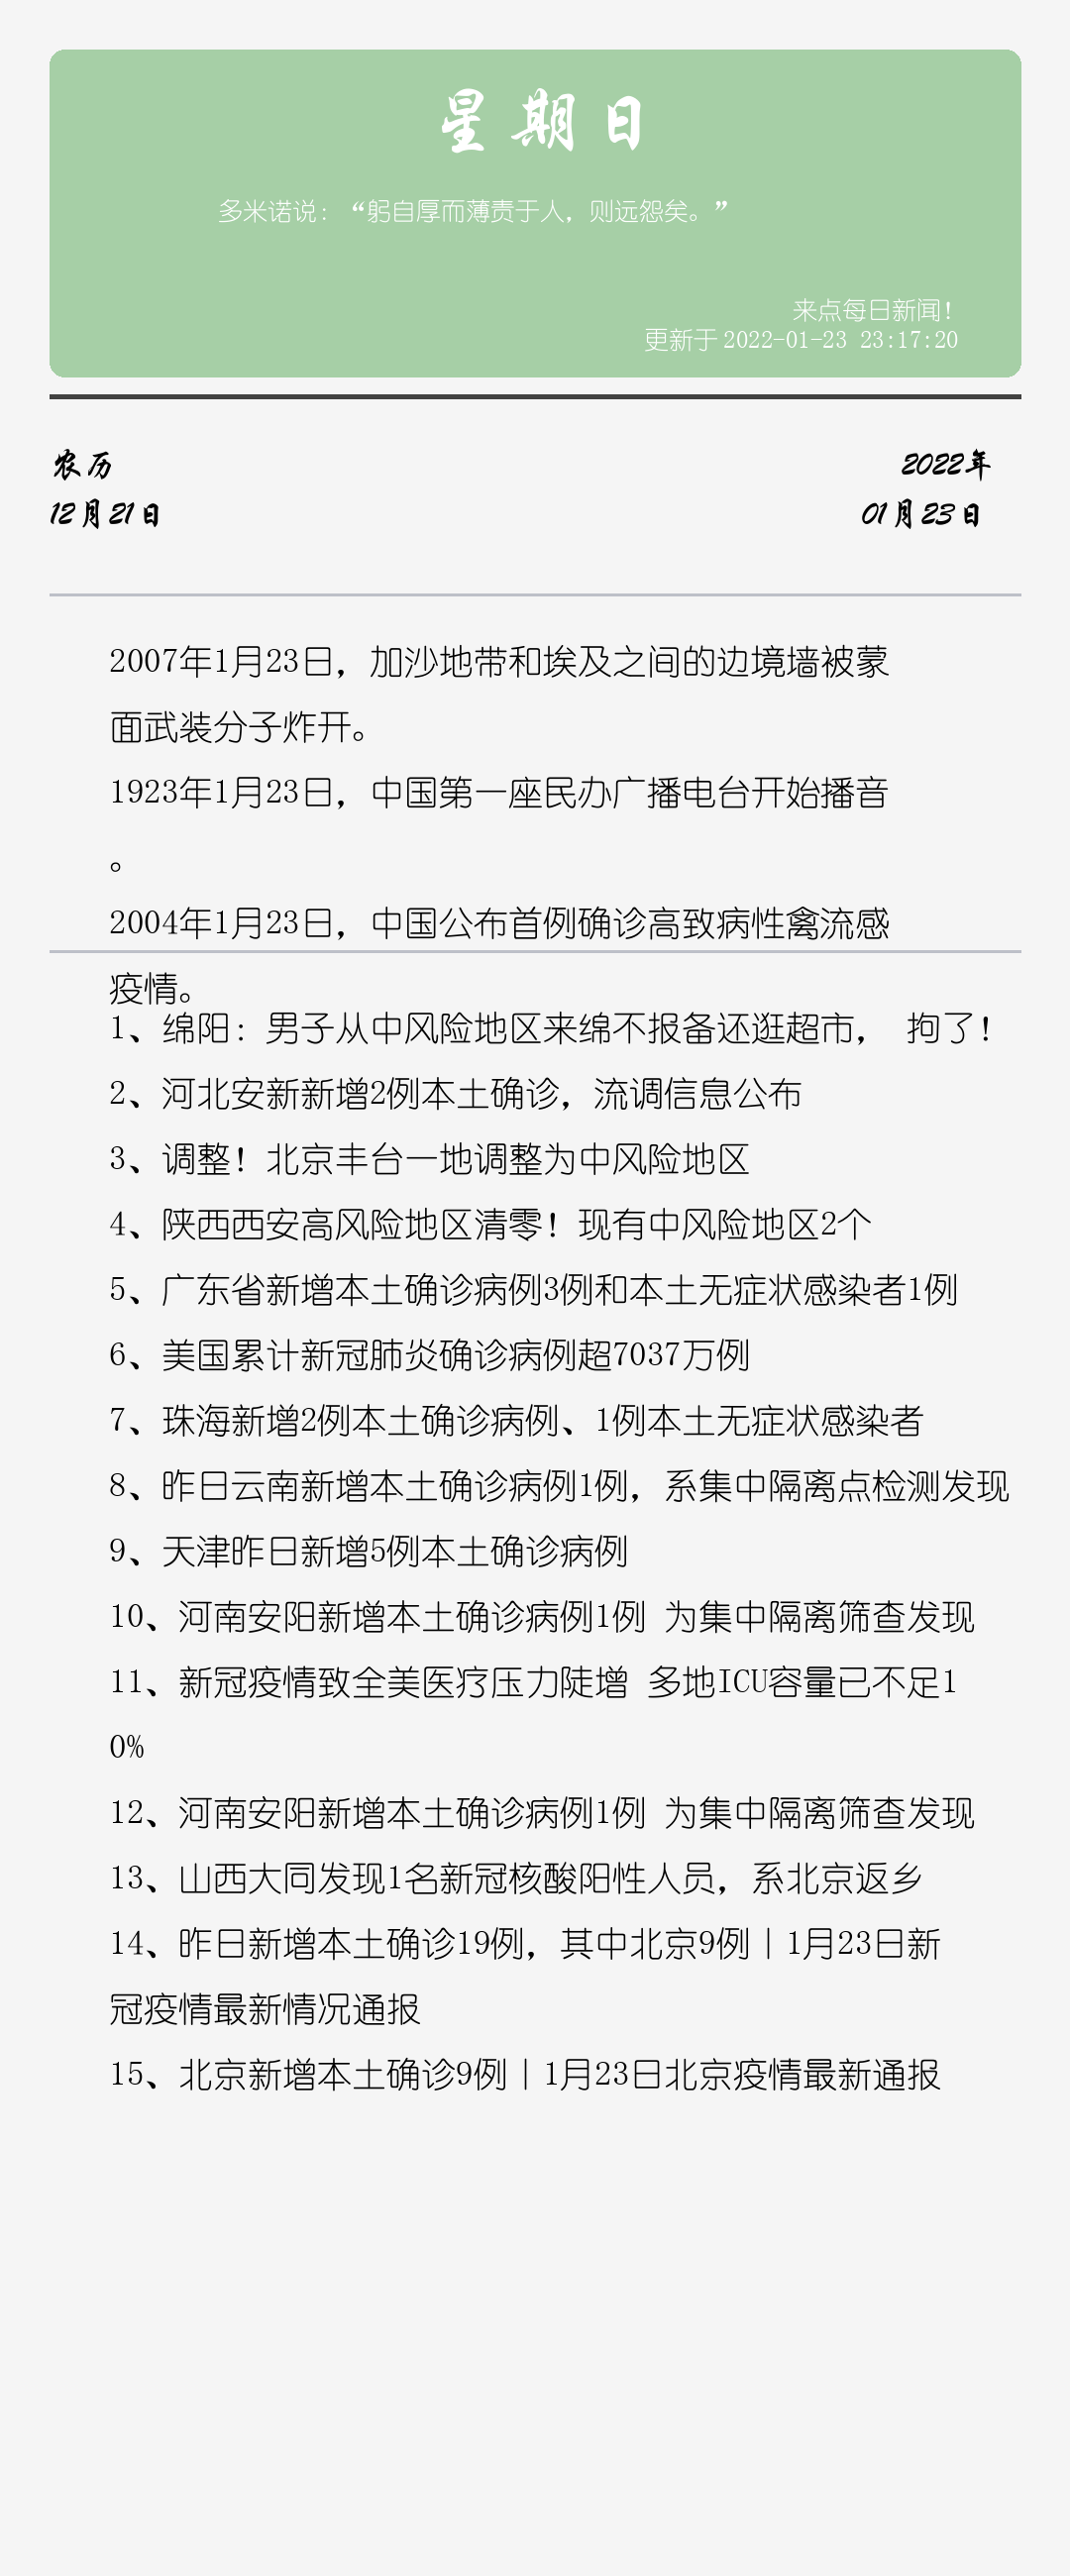 星期日
多米诺说：“躬自厚而薄责于人，则远怨矣。”
来点每日新闻！
更新于 2022-01-23 23:17:20
农历
2022年
12月21日
01月23日
2007年1月23日，加沙地带和埃及之间的边境墙被蒙
面武装分子炸开。
1923年1月23日，中国第一座民办广播电台开始播音
。
2004年1月23日，中国公布首例确诊高致病性禽流感
疫情。
1、绵阳：男子从中风险地区来绵不报备还逛超市， 拘了！
2、河北安新新增2例本土确诊，流调信息公布
3、调整！北京丰台一地调整为中风险地区
4、陕西西安高风险地区清零！现有中风险地区2个
5、广东省新增本土确诊病例3例和本土无症状感染者1例
6、美国累计新冠肺炎确诊病例超7037万例
7、珠海新增2例本土确诊病例、1例本土无症状感染者
8、昨日云南新增本土确诊病例1例，系集中隔离点检测发现
9、天津昨日新增5例本土确诊病例
10、河南安阳新增本土确诊病例1例 为集中隔离筛查发现
11、新冠疫情致全美医疗压力陡增 多地ICU容量已不足1
0%
12、河南安阳新增本土确诊病例1例 为集中隔离筛查发现
13、山西大同发现1名新冠核酸阳性人员，系北京返乡
14、昨日新增本土确诊19例，其中北京9例丨1月23日新
冠疫情最新情况通报
15、北京新增本土确诊9例丨1月23日北京疫情最新通报